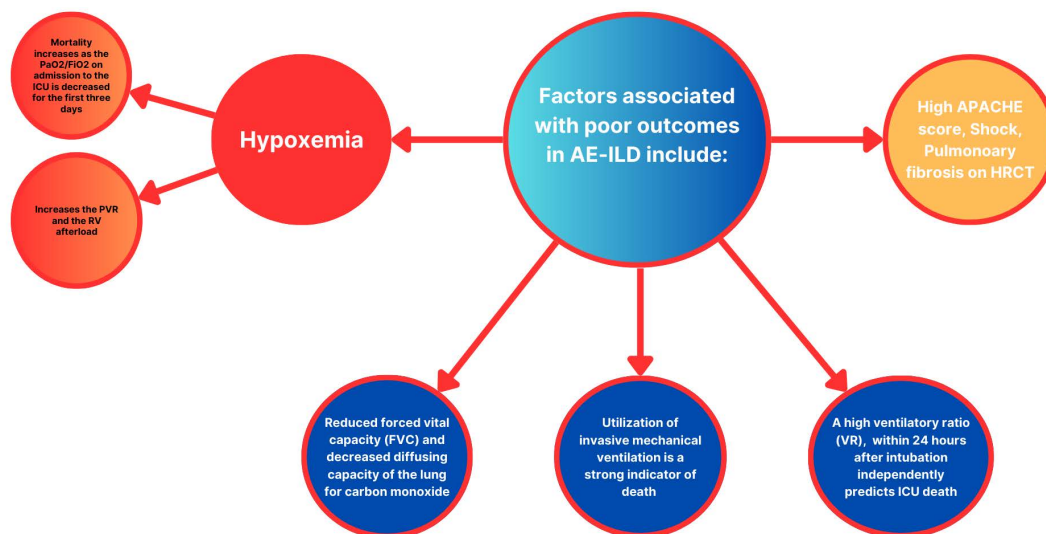 Mortality
increases as the
PaO2/FiO2 on
admission to the
ICU is decreased
for the first three
days
Hypoxemia
Increases the PVR
and the RV
afterload
Factors associated
with poor outcomes
in AE-ILD include:
High APACHE
score, Shock,
Pulmonoary
fibrosis on HRCT
Reduced forced vital
capacity (FVC) and
decreased diffusing
capacity of the lung
for carbon monoxide
Utilization of
invasive mechanical
ventilation is a
strong indicator of
death
A high ventilatory ratio
(VR), within 24 hours
after intubation
independently
predicts ICU death